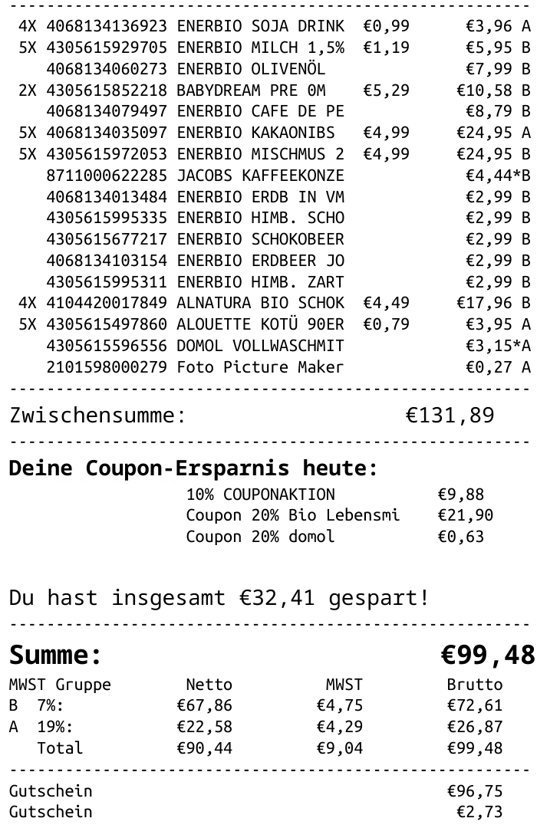 4X 4068134136923 ENERBIO SOJA DRINK €0,99 €3,96 A
5X 4305615929705 ENERBIO MILCH 1,5% €1,19 €5,95 B
4068134060273 ENERBIO OLIVENÖL €7,99 B
2X 4305615852218 BABYDREAM PRE 0M €5,29 €10,58 B
4068134079497 ENERBIO CAFE DE PE €8,79 B
5X 4068134035097 ENERBIO KAKAONIBS €4,99 €24,95 A
5X 4305615972053 ENERBIO MISCHMUS 2 €4,99 €24,95 B
8711000622285 JACOBS KAFFEEKONZE €4,44*B
4068134013484 ENERBIO ERDB IN VM €2,99 B
4305615995335 ENERBIO HIMB. SCHO €2,99 B
4305615677217 ENERBIO SCHOKOBEER €2,99 B
4068134103154 ENERBIO ERDBEER JO €2,99 B
4305615995311 ENERBIO HIMB. ZART €2,99 B
4X 4104420017849 ALNATURA BIO SCHOK €4,49 €17,96 B
5X 4305615497860 ALOUETTE KOTÜ 90ER €0,79 €3,95 A
4305615596556 DOMOL VOLLWASCHMIT €3,15*A
2101598000279 Foto Picture Maker €0,27 A
Zwischensumme: €131,89
Deine Coupon-Ersparnis heute:
10% COUPONAKTION €9,88
Coupon 20% Bio Lebensmi €21,90
Coupon 20% domol €0,63
Du hast insgesamt €32,41 gespart!
Summe: €99,48
MWST Gruppe Netto MWST Brutto
B 7%: €67,86 €4,75 €72,61
A 19%: €22,58 €4,29 €26,87
Total €90,44 €9,04 €99,48
Gutschein €96,75
Gutschein €2,73